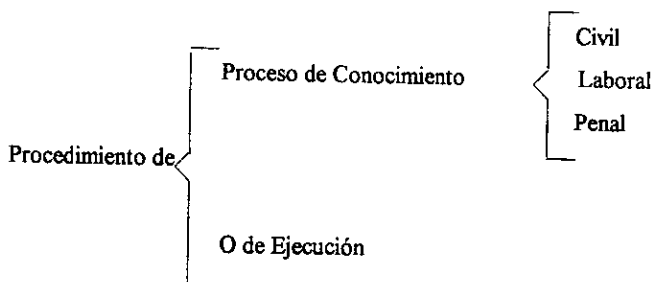 Civil
Proceso de Conocimiento
Laboral
Penal
Procedimiento de
O de Ejecución